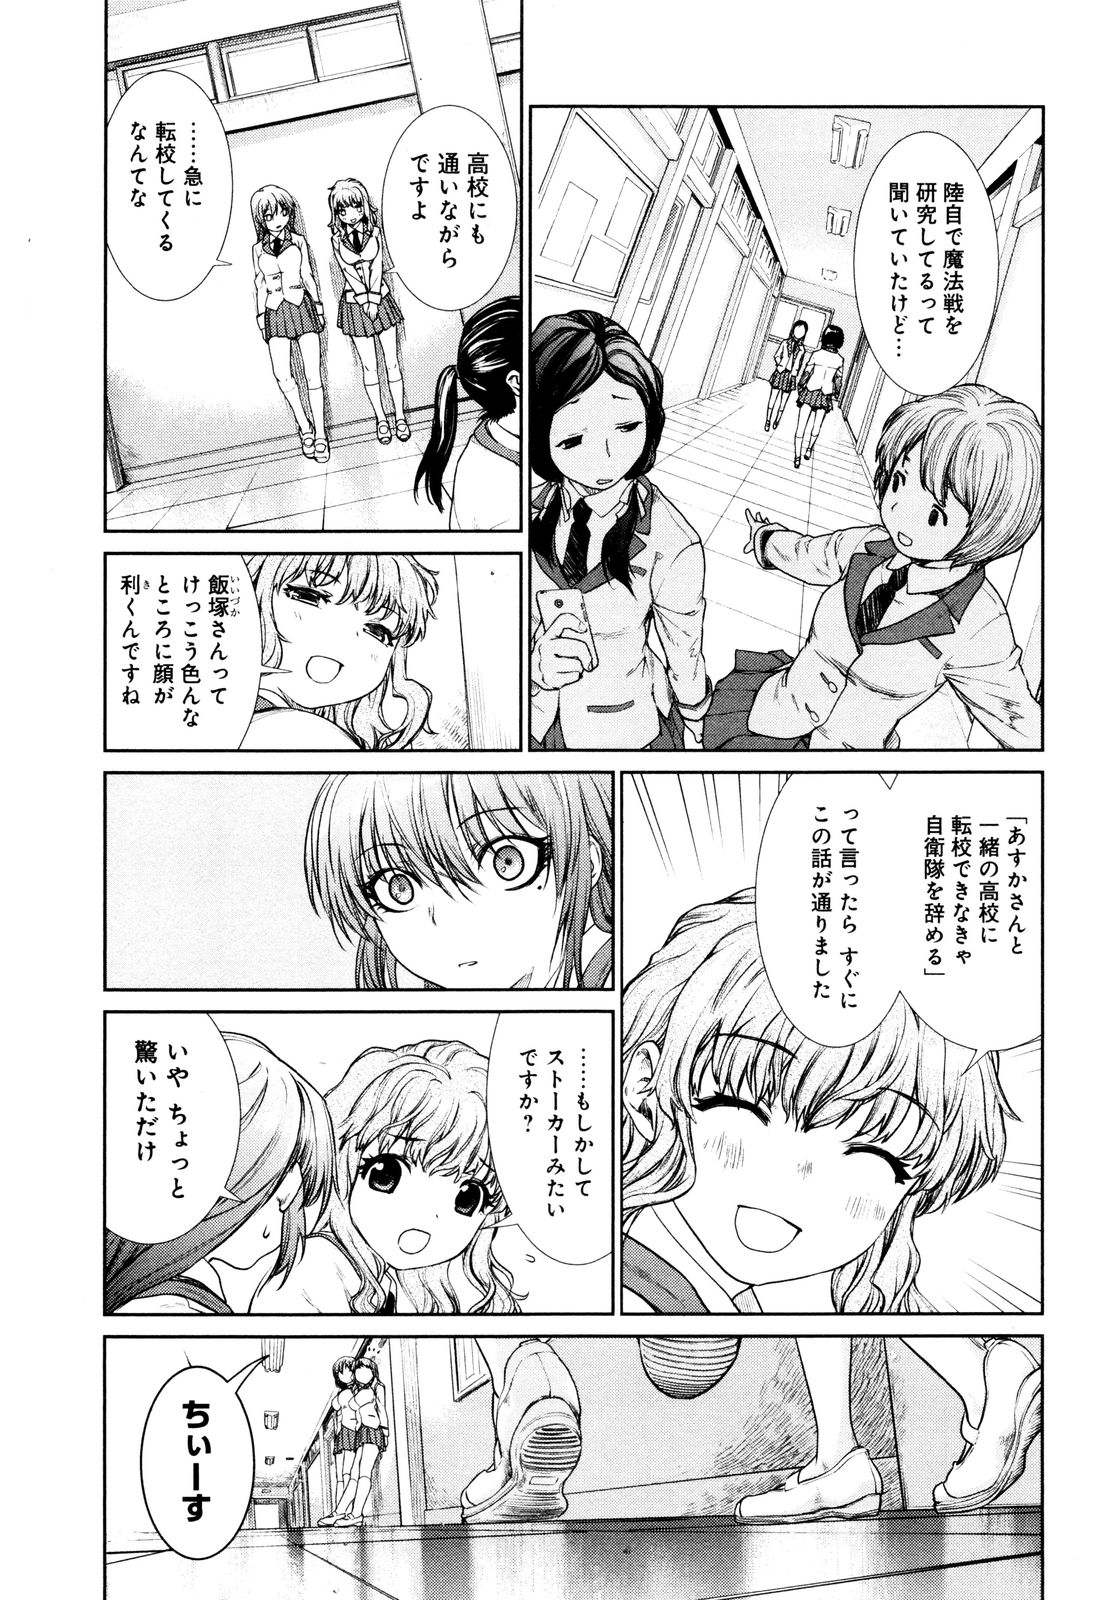 陸自で魔法戦を
研究してるって
聞いていたけど…
高校にも
通いながら
ですよ
……急に
転校してくる
なんてな
飯塚さんって
いいづか
けっこう色んな
ところに顔が
利くんですね
き
「あすかさんと
一緒の高校に
転校できなきゃ
自衛隊を辞める」
って言ったら すぐに
この話が通りました
……もしかして
ストーカーみたい
ですか?
いや ちょっと
驚いただけ
ちぃーす